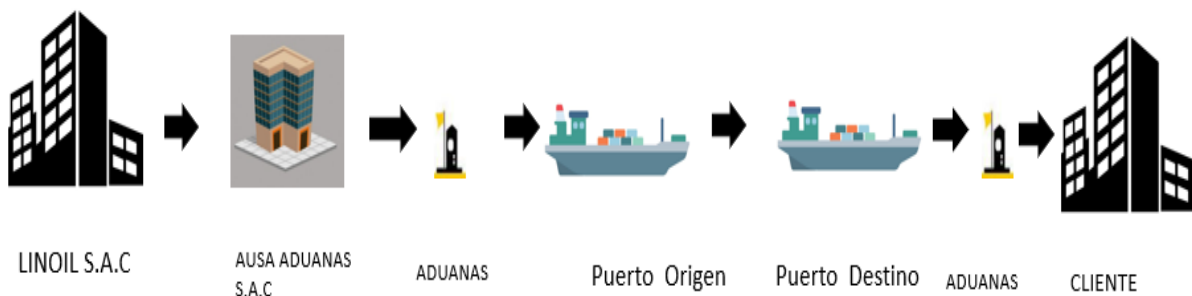 LINOIL S.A.C
AUSA ADUANAS
S.A.C
ADUANAS
Puerto Origen
Puerto Destino
ADUANAS
CLIENTE